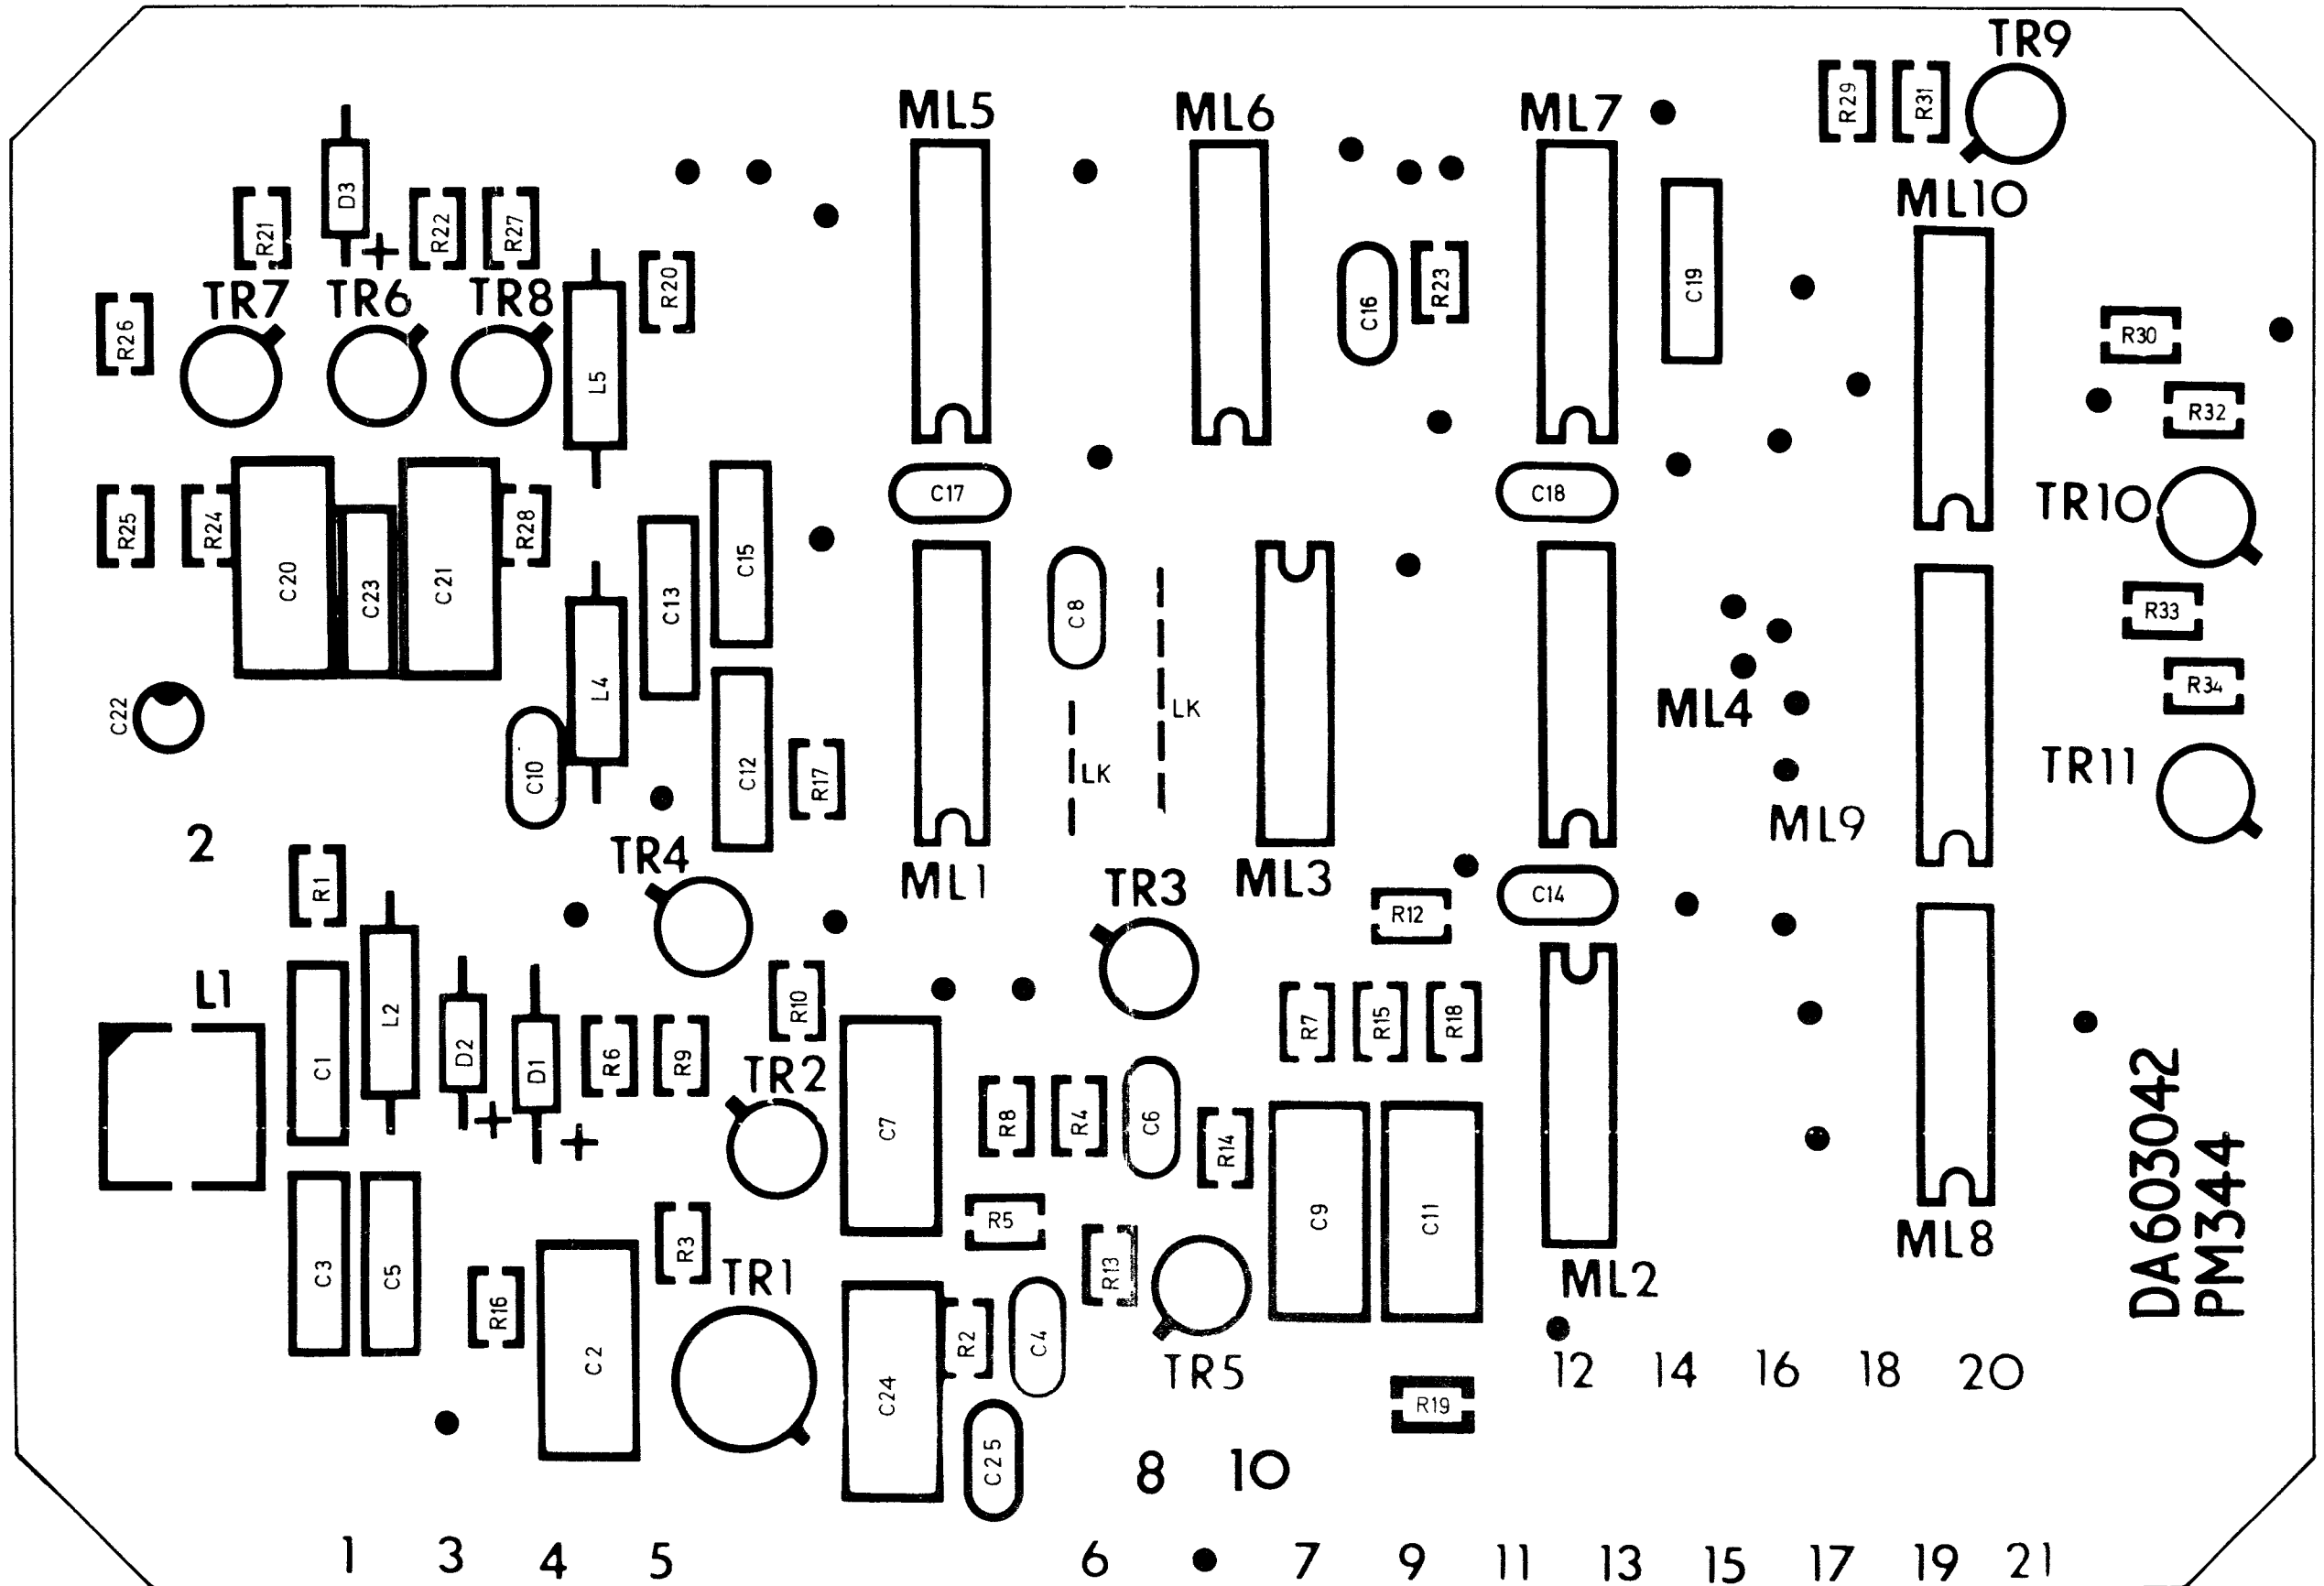 TR9
R29
R31
ML5
ML6
ML7
ML10
D3
R21
R22
R27
+
R20
R23
C16
C19
TR7
TR6
TR8
R26
L5
R30
R32
C17
C18
TR10
R25
R24
C20
C23
C21
R28
C13
C15
C8
R33
R34
L4
LK
ML4
C22
C10
C12
R17
LK
TR11
ML9
2
R1
TR4
ML1
TR3
ML3
R12
C14
L1
L2
R10
R7
R15
R18
C1
D2
D1
R6
R9
TR2
+
+
C7
R8
R4
C6
R14
C9
C11
R5
C3
C5
R16
R3
TR1
R13
ML2
ML8
DA603042
PM344
C2
C24
R2
C4
TR5
12 14 16 18 20
R19
C25
8 10
1 3 4 5 6 7 9 11 13 15 17 19 21